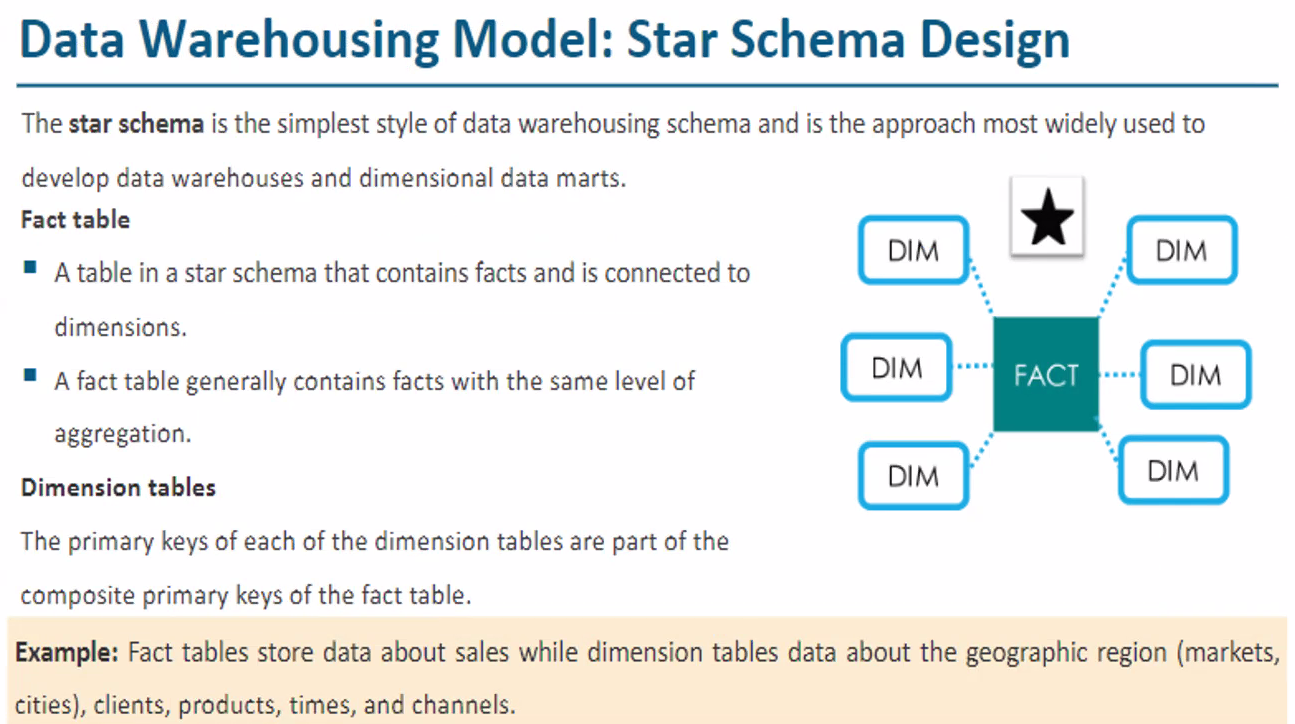 Data Warehousing Model: Star Schema Design
The star schema is the simplest style of data warehousing schema and is the approach most widely used to
develop data warehouses and dimensional data marts.
Fact table
A table in a star schema that contains facts and is connected to
dimensions.
A fact table generally contains facts with the same level of
aggregation.
Dimension tables
The primary keys of each of the dimension tables are part of the
composite primary keys of the fact table.
DIM
DIM
DIM
FACT
DIM
DIM
DIM
Example: Fact tables store data about sales while dimension tables data about the geographic region (markets,
cities), clients, products, times, and channels.